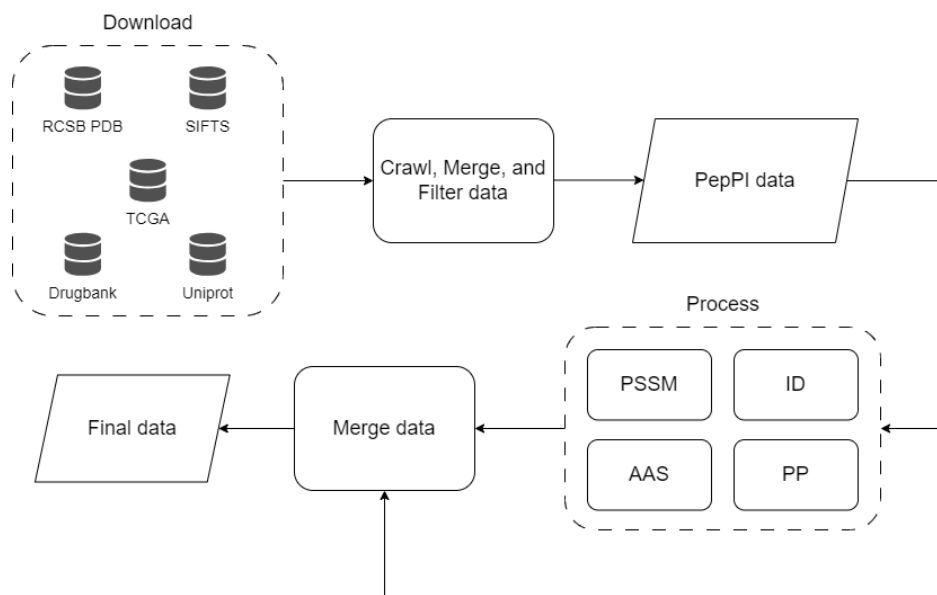 Download
RCSB PDB
SIFTS
TCGA
Drugbank
Uniprot
Crawl, Merge, and
Filter data
PepPI data
Process
PSSM
ID
AAS
PP
Merge data
Final data